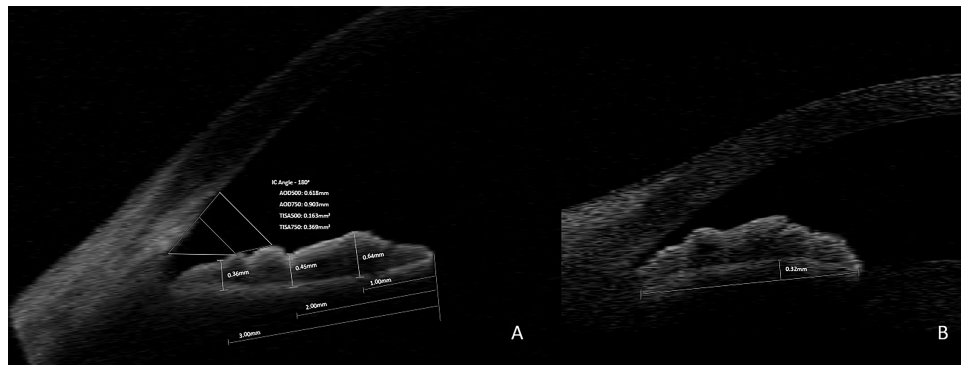 IC Angle - 180°
AOD500: 0.618mm
AOD750: 0.903mm
TISA500: 0.163mm²
TISA750: 0.369mm²
0.36mm
0.45mm
0.64mm
1.00mm
2.00mm
3.00mm
A
0.32mm
B